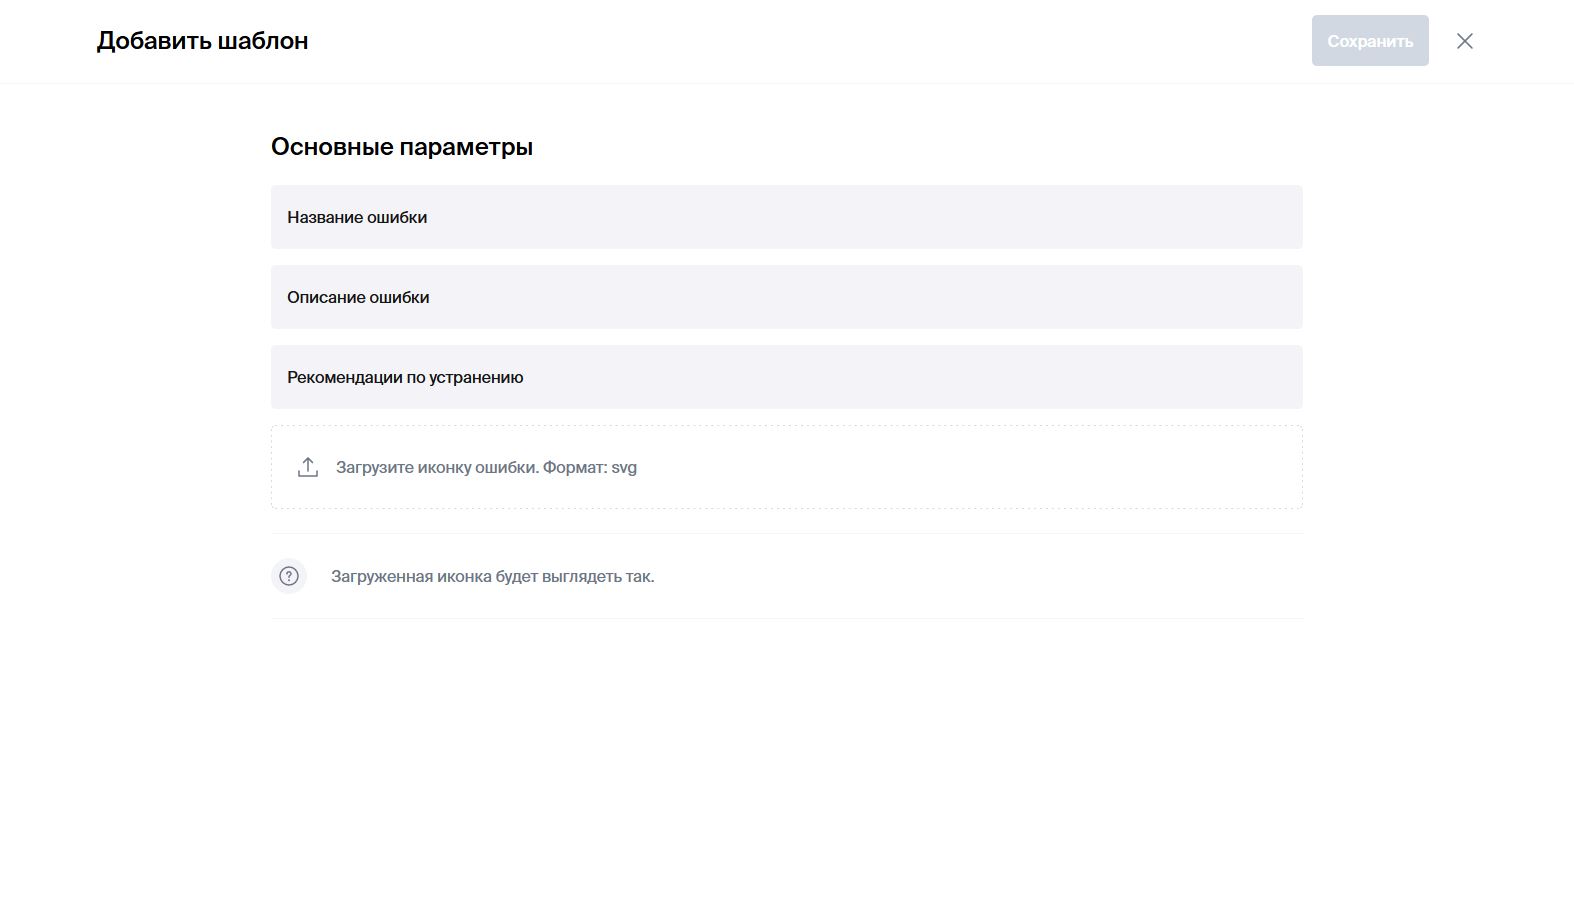 Добавить шаблон
Сохранить
Основные параметры
Название ошибки
Описание ошибки
Рекомендации по устранению
Загрузите иконку ошибки. Формат: svg
Загруженная иконка будет выглядеть так.